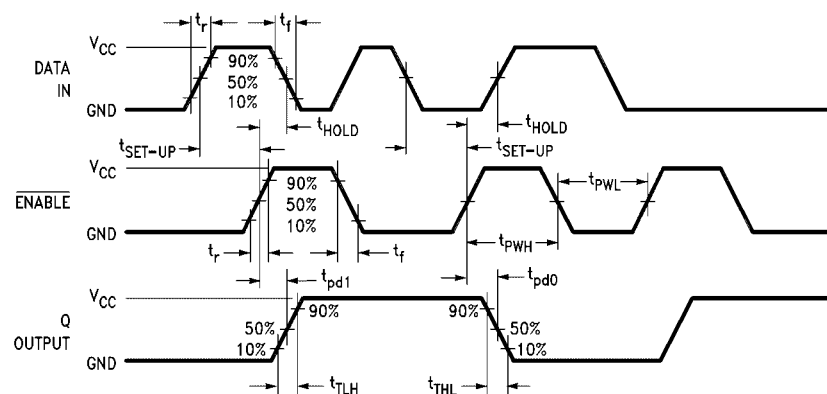 DATA IN
V_CC
GND
t_r
t_f
90%
50%
10%
t_HOLD
t_HOLD
t_SET-UP
t_SET-UP
ENABLE
V_CC
GND
90%
50%
10%
t_r
t_f
t_PWL
t_PWH
t_pd1
t_pd0
Q OUTPUT
V_CC
GND
50%
10%
90%
90%
50%
10%
t_TLH
t_THL